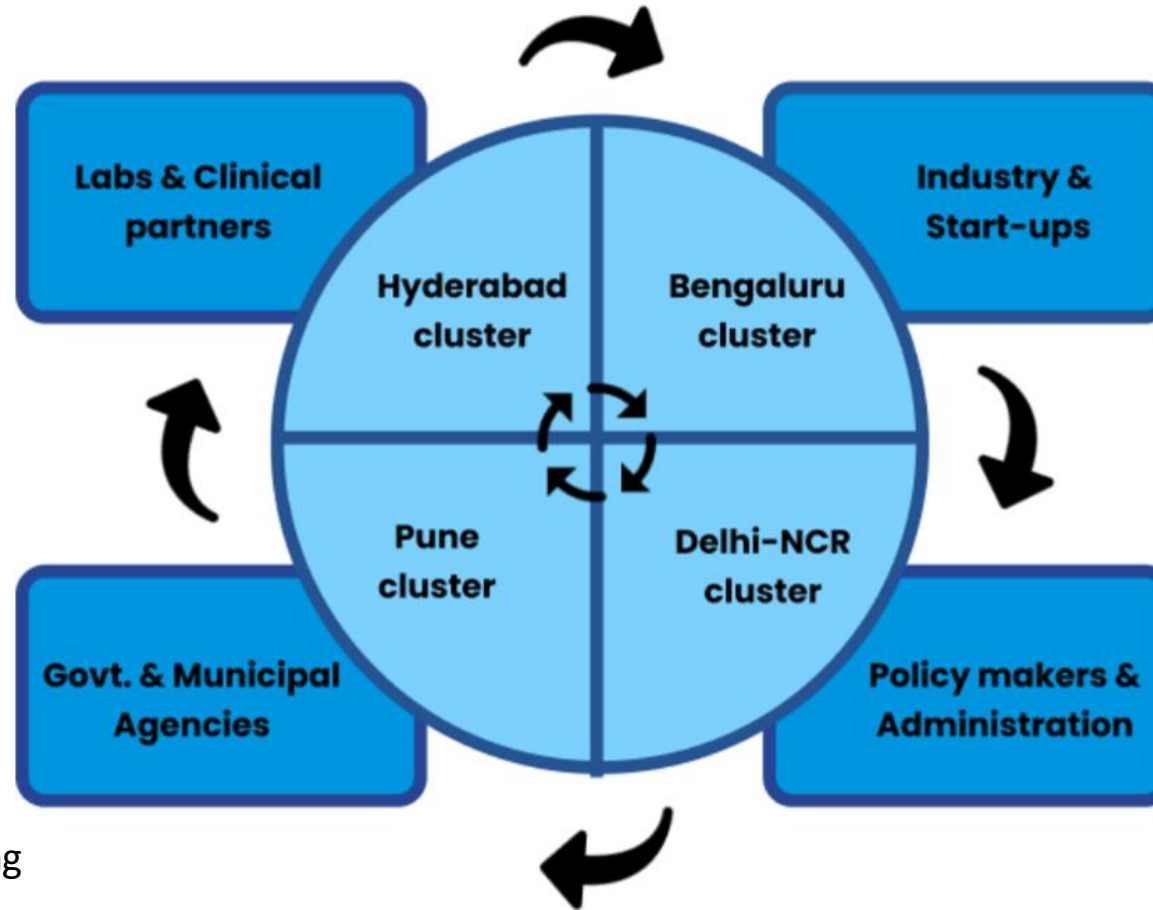 Labs & Clinical
partners
Industry &
Start-ups
Hyderabad
cluster
Bengaluru
cluster
Pune
cluster
Delhi-NCR
cluster
Govt. & Municipal
Agencies
Policy makers &
Administration